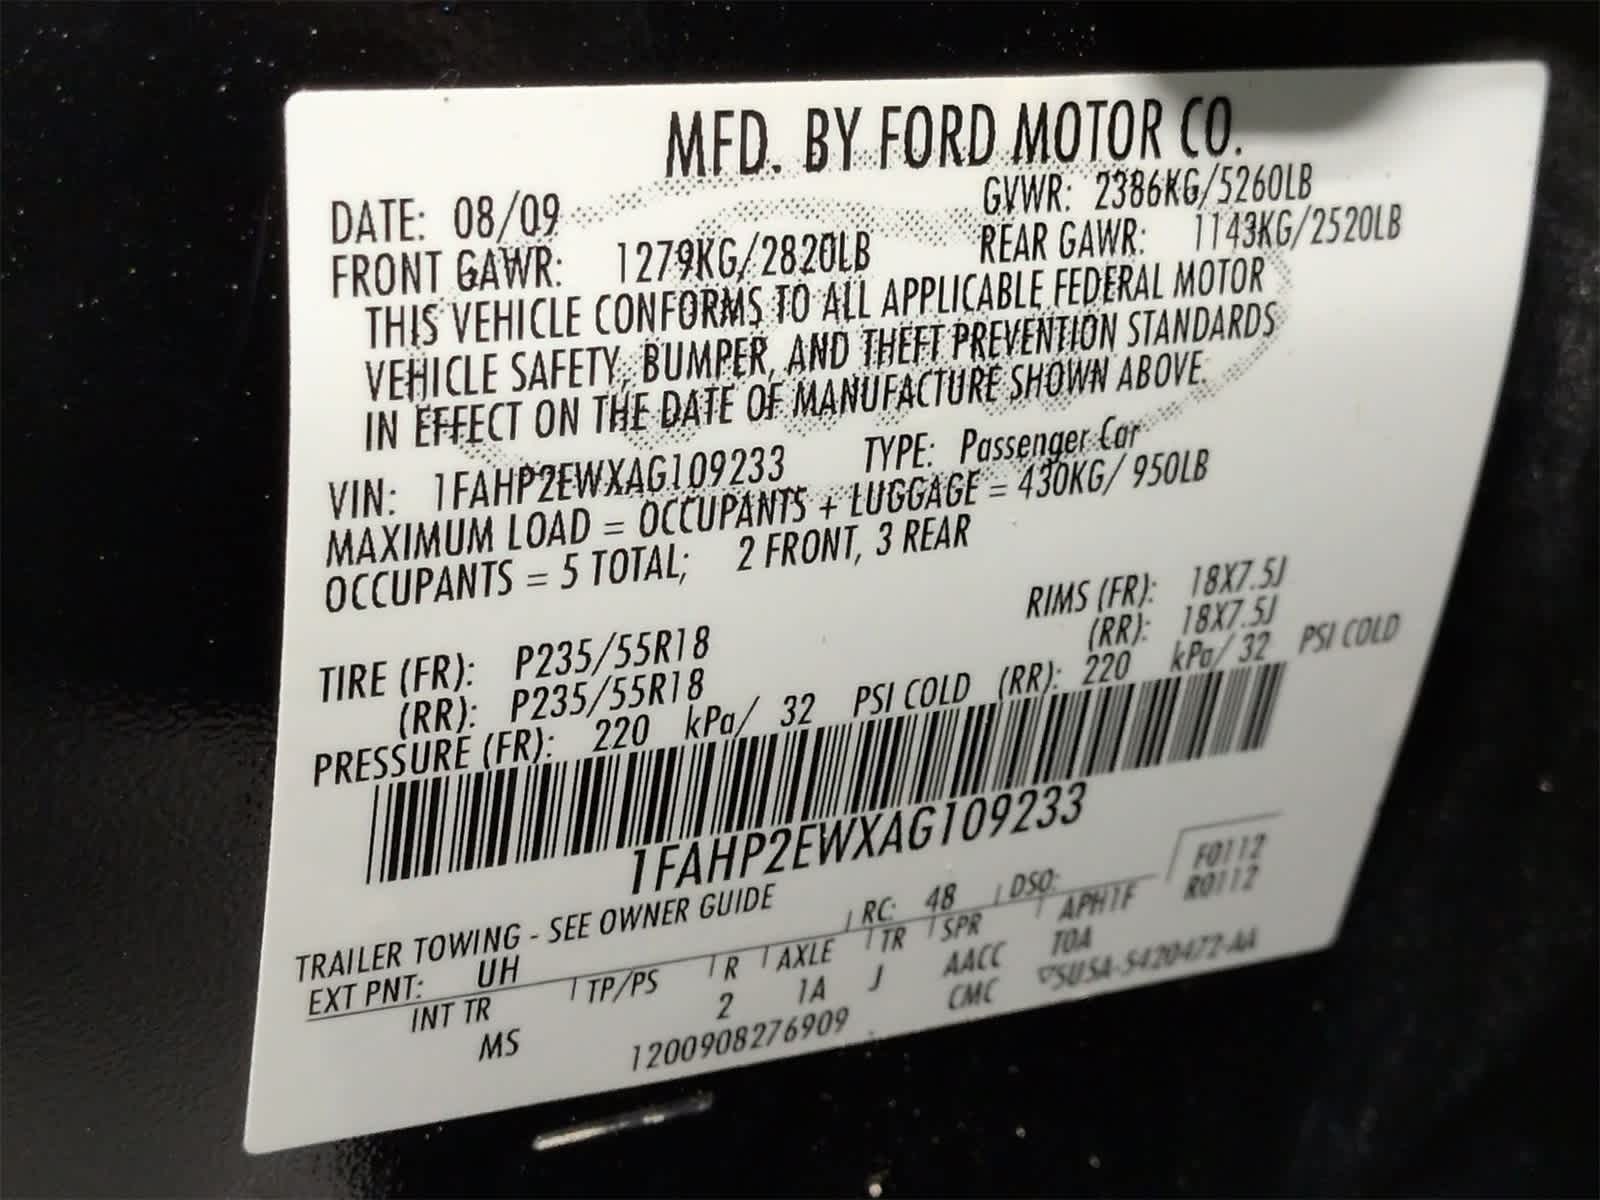 MFD. BY FORD MOTOR CO.
DATE: 08/09 GVWR: 2386KG/5260LB
FRONT GAWR: 1279KG/2820LB REAR GAWR: 1143KG/2520LB
THIS VEHICLE CONFORMS TO ALL APPLICABLE FEDERAL MOTOR
VEHICLE SAFETY, BUMPER, AND THEFT PREVENTION STANDARDS
IN EFFECT ON THE DATE OF MANUFACTURE SHOWN ABOVE.
VIN: 1FAHP2EWXAG109233 TYPE: Passenger Car
MAXIMUM LOAD = OCCUPANTS + LUGGAGE = 430KG/ 950LB
OCCUPANTS = 5 TOTAL; 2 FRONT, 3 REAR
TIRE (FR): P235/55R18 RIMS (FR): 18X7.5J
(RR): P235/55R18 (RR): 18X7.5J
PRESSURE (FR): 220 kPa/ 32 PSI COLD (RR): 220 kPa/ 32 PSI COLD
1FAHP2EWXAG109233
TRAILER TOWING - SEE OWNER GUIDE F0112
EXT PNT: UH RC: 48 DSO: R0112
INT TR TP/PS R AXLE TR SPR APH1F
MS 2 1A J AACC TOA
1200908276909 CMC 5U5A-5420472-AA